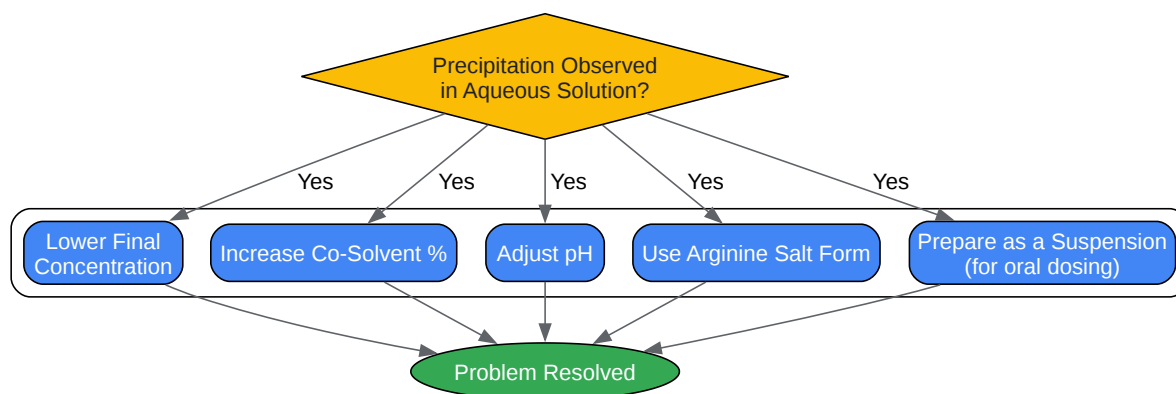 Precipitation Observed
in Aqueous Solution?
Yes
Yes
Yes
Yes
Yes
Lower Final
Concentration
Increase Co-Solvent %
Adjust pH
Use Arginine Salt Form
Prepare as a Suspension
(for oral dosing)
Problem Resolved